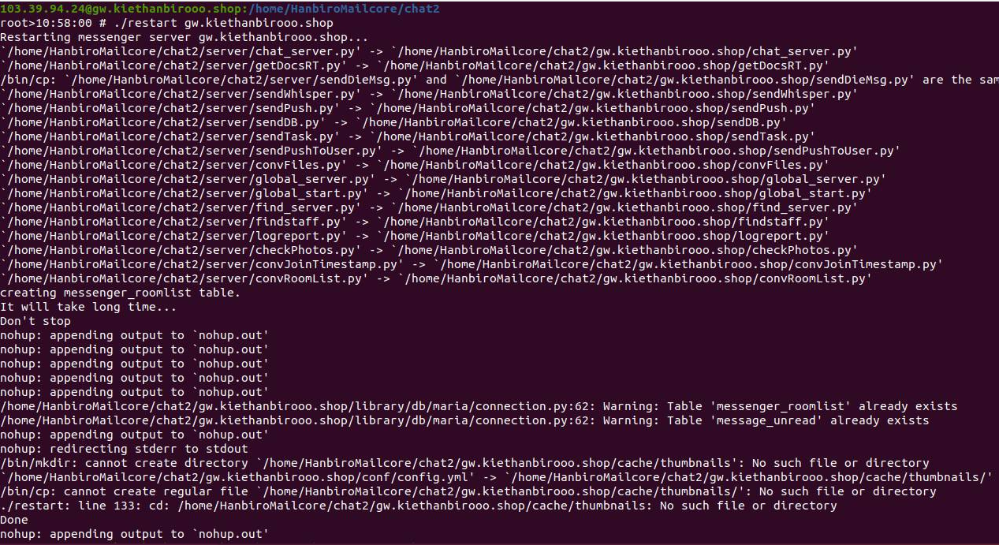 103.39.94.24@gw.kiethanbirooo.shop:/home/HanbiroMailcore/chat2
root>10:58:00 # ./restart gw.kiethanbirooo.shop
Restarting messenger server gw.kiethanbirooo.shop...
`/home/HanbiroMailcore/chat2/server/chat_server.py' -> `/home/HanbiroMailcore/chat2/gw.kiethanbirooo.shop/chat_server.py'
`/home/HanbiroMailcore/chat2/server/getDocsRT.py' -> `/home/HanbiroMailcore/chat2/gw.kiethanbirooo.shop/getDocsRT.py'
/bin/cp: `/home/HanbiroMailcore/chat2/server/sendDieMsg.py' and `/home/HanbiroMailcore/chat2/gw.kiethanbirooo.shop/sendDieMsg.py' are the sam
`/home/HanbiroMailcore/chat2/server/sendWhisper.py' -> `/home/HanbiroMailcore/chat2/gw.kiethanbirooo.shop/sendWhisper.py'
`/home/HanbiroMailcore/chat2/server/sendPush.py' -> `/home/HanbiroMailcore/chat2/gw.kiethanbirooo.shop/sendPush.py'
`/home/HanbiroMailcore/chat2/server/sendDB.py' -> `/home/HanbiroMailcore/chat2/gw.kiethanbirooo.shop/sendDB.py'
`/home/HanbiroMailcore/chat2/server/sendTask.py' -> `/home/HanbiroMailcore/chat2/gw.kiethanbirooo.shop/sendTask.py'
`/home/HanbiroMailcore/chat2/server/sendPushToUser.py' -> `/home/HanbiroMailcore/chat2/gw.kiethanbirooo.shop/sendPushToUser.py'
`/home/HanbiroMailcore/chat2/server/convFiles.py' -> `/home/HanbiroMailcore/chat2/gw.kiethanbirooo.shop/convFiles.py'
`/home/HanbiroMailcore/chat2/server/global_server.py' -> `/home/HanbiroMailcore/chat2/gw.kiethanbirooo.shop/global_server.py'
`/home/HanbiroMailcore/chat2/server/global_start.py' -> `/home/HanbiroMailcore/chat2/gw.kiethanbirooo.shop/global_start.py'
`/home/HanbiroMailcore/chat2/server/find_server.py' -> `/home/HanbiroMailcore/chat2/gw.kiethanbirooo.shop/find_server.py'
`/home/HanbiroMailcore/chat2/server/findstaff.py' -> `/home/HanbiroMailcore/chat2/gw.kiethanbirooo.shop/findstaff.py'
`/home/HanbiroMailcore/chat2/server/logreport.py' -> `/home/HanbiroMailcore/chat2/gw.kiethanbirooo.shop/logreport.py'
`/home/HanbiroMailcore/chat2/server/checkPhotos.py' -> `/home/HanbiroMailcore/chat2/gw.kiethanbirooo.shop/checkPhotos.py'
`/home/HanbiroMailcore/chat2/server/convJoinTimestamp.py' -> `/home/HanbiroMailcore/chat2/gw.kiethanbirooo.shop/convJoinTimestamp.py'
`/home/HanbiroMailcore/chat2/server/convRoomList.py' -> `/home/HanbiroMailcore/chat2/gw.kiethanbirooo.shop/convRoomList.py'
creating messenger_roomlist table.
It will take long time...
Don't stop
nohup: appending output to `nohup.out'
nohup: appending output to `nohup.out'
nohup: appending output to `nohup.out'
nohup: appending output to `nohup.out'
nohup: appending output to `nohup.out'
/home/HanbiroMailcore/chat2/gw.kiethanbirooo.shop/library/db/maria/connection.py:62: Warning: Table 'messenger_roomlist' already exists
/home/HanbiroMailcore/chat2/gw.kiethanbirooo.shop/library/db/maria/connection.py:62: Warning: Table 'message_unread' already exists
nohup: appending output to `nohup.out'
nohup: redirecting stderr to stdout
/bin/mkdir: cannot create directory `/home/HanbiroMailcore/chat2/gw.kiethanbirooo.shop/cache/thumbnails': No such file or directory
`/home/HanbiroMailcore/chat2/gw.kiethanbirooo.shop/conf/config.yml' -> `/home/HanbiroMailcore/chat2/gw.kiethanbirooo.shop/cache/thumbnails/'
/bin/cp: cannot create regular file `/home/HanbiroMailcore/chat2/gw.kiethanbirooo.shop/cache/thumbnails/': No such file or directory
./restart: line 133: cd: /home/HanbiroMailcore/chat2/gw.kiethanbirooo.shop/cache/thumbnails: No such file or directory
Done
nohup: appending output to `nohup.out'